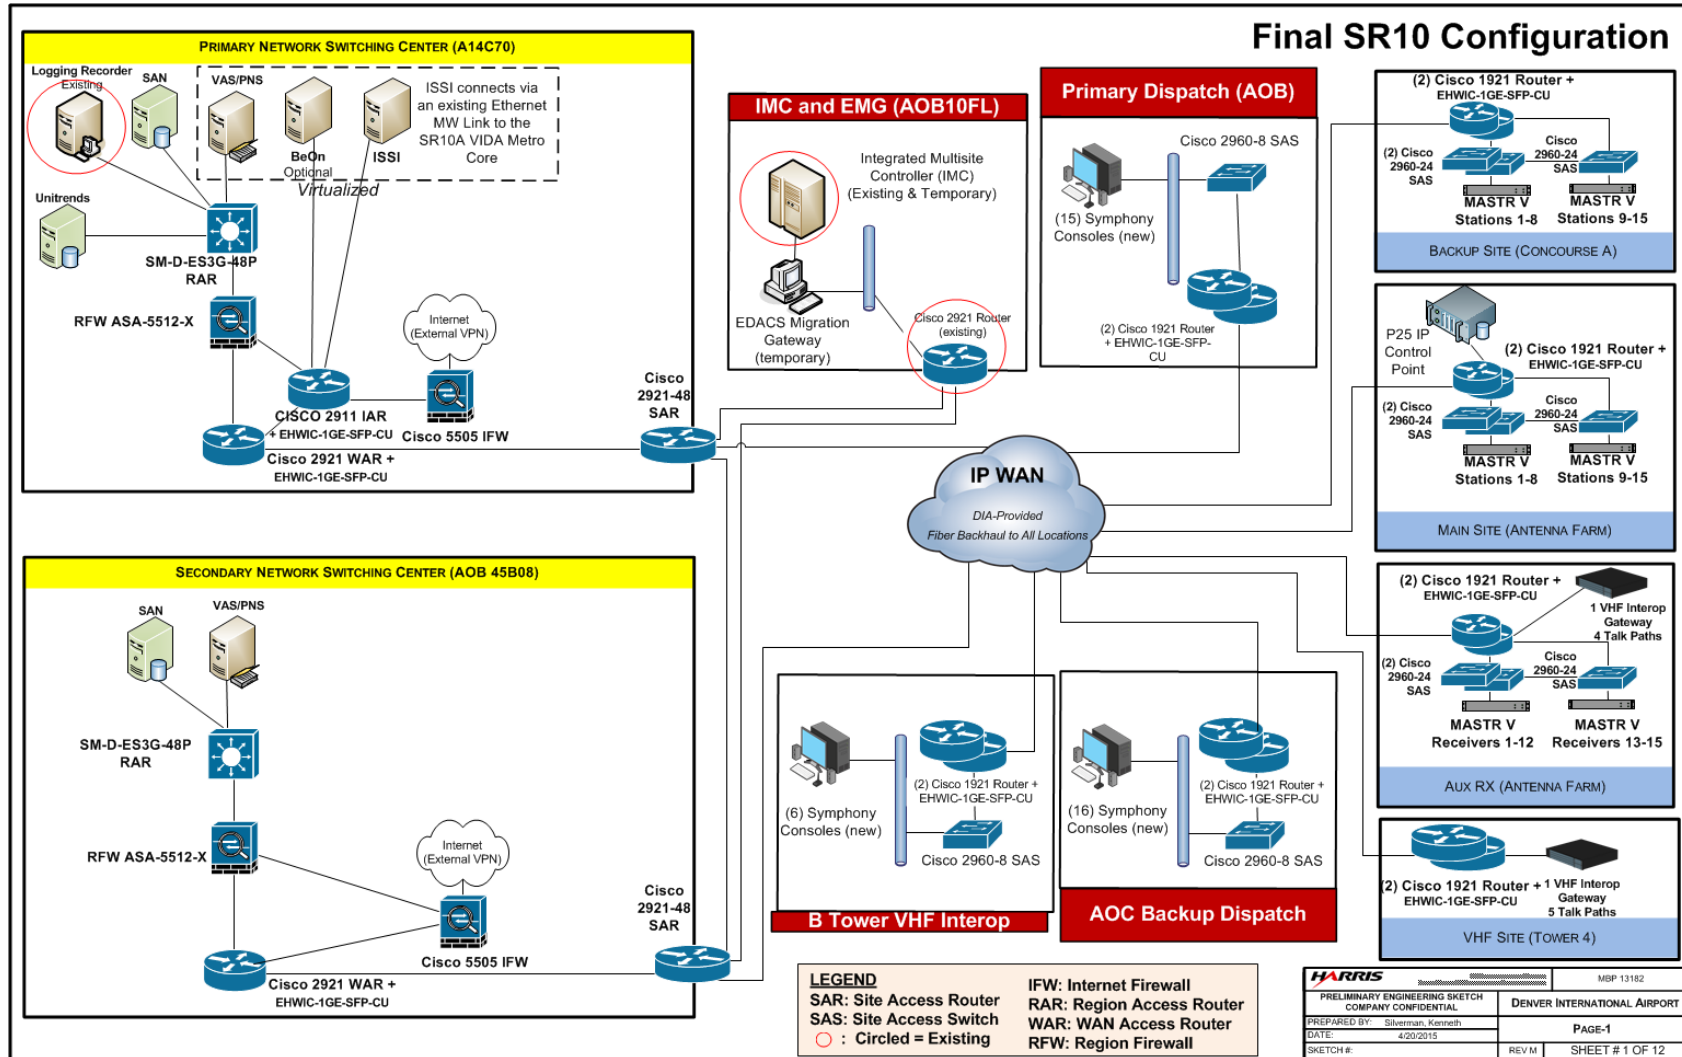 Final SR10 Configuration
PRIMARY NETWORK SWITCHING CENTER (A14C70)
Logging Recorder
Existing
SAN
VAS/PNS
BeOn
Optional
ISSI
ISSI connects via
an existing Ethernet
MW Link to the
SR10A VIDA Metro
Core
Virtualized
Unitrends
SM-D-ES3G-48P
RAR
RFW ASA-5512-X
Internet
(External VPN)
CISCO 2911 IAR
+ EHWIC-1GE-SFP-CU
Cisco 5505 IFW
Cisco 2921 WAR +
EHWIC-1GE-SFP-CU
Cisco
2921-48
SAR
IMC and EMG (AOB10FL)
Integrated Multisite
Controller (IMC)
(Existing & Temporary)
EDACS Migration
Gateway
(temporary)
Cisco 2921 Router
(existing)
Primary Dispatch (AOB)
Cisco 2960-8 SAS
(15) Symphony
Consoles (new)
(2) Cisco 1921 Router
+ EHWIC-1GE-SFP-
CU
(2) Cisco 1921 Router +
EHWIC-1GE-SFP-CU
(2) Cisco
2960-24
SAS
Cisco
2960-24
SAS
MASTR V
Stations 1-8
MASTR V
Stations 9-15
BACKUP SITE (CONCOURSE A)
P25 IP
Control
Point
(2) Cisco 1921 Router +
EHWIC-1GE-SFP-CU
(2) Cisco
2960-24
SAS
Cisco
2960-24
SAS
MASTR V
Stations 1-8
MASTR V
Stations 9-15
MAIN SITE (ANTENNA FARM)
IP WAN
DIA-Provided
Fiber Backhaul to All Locations
SECONDARY NETWORK SWITCHING CENTER (AOB 45B08)
SAN
VAS/PNS
SM-D-ES3G-48P
RAR
RFW ASA-5512-X
Internet
(External VPN)
Cisco 5505 IFW
Cisco 2921 WAR +
EHWIC-1GE-SFP-CU
Cisco
2921-48
SAR
(6) Symphony
Consoles (new)
(2) Cisco 1921 Router +
EHWIC-1GE-SFP-CU
Cisco 2960-8 SAS
B Tower VHF Interop
(16) Symphony
Consoles (new)
(2) Cisco 1921 Router +
EHWIC-1GE-SFP-CU
Cisco 2960-8 SAS
AOC Backup Dispatch
(2) Cisco 1921 Router +
EHWIC-1GE-SFP-CU
1 VHF Interop
Gateway
4 Talk Paths
(2) Cisco
2960-24
SAS
Cisco
2960-24
SAS
MASTR V
Receivers 1-12
MASTR V
Receivers 13-15
AUX RX (ANTENNA FARM)
(2) Cisco 1921 Router +
EHWIC-1GE-SFP-CU
1 VHF Interop
Gateway
5 Talk Paths
VHF SITE (TOWER 4)
LEGEND
SAR: Site Access Router
SAS: Site Access Switch
: Circled = Existing
IFW: Internet Firewall
RAR: Region Access Router
WAR: WAN Access Router
RFW: Region Firewall
HARRIS
MBP 13182
PRELIMINARY ENGINEERING SKETCH
COMPANY CONFIDENTIAL
DENVER INTERNATIONAL AIRPORT
PREPARED BY: Silverman, Kenneth
PAGE-1
DATE: 4/20/2015
SKETCH #:
REV M
SHEET # 1 OF 12